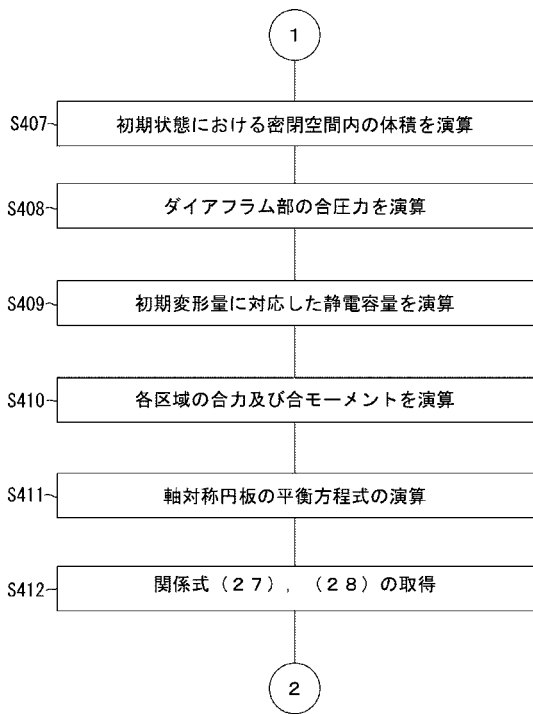 1
S407 初期状態における密閉空間内の体積を演算
S408 ダイアフラム部の合圧力を演算
S409 初期変形量に対応した静電容量を演算
S410 各区域の合力及び合モーメントを演算
S411 軸対称円板の平衡方程式の演算
S412 関係式(27),(28)の取得
2